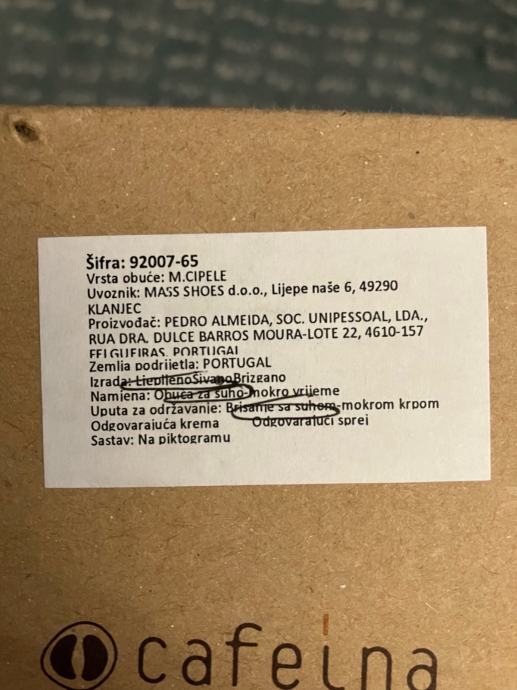 Šifra: 92007-65
Vrsta obuće: M.CIPELE
Uvoznik: MASS SHOES d.o.o., Lijepe naše 6, 49290
KLANJEC
Proizvođač: PEDRO ALMEIDA, SOC. UNIPESSOAL, LDA.,
RUA DRA. DULCE BARROS MOURA-LOTE 22, 4610-157
FELGUEIRAS, PORTUGAL
Zemlja podrijetla: PORTUGAL
Izrada: LijepljenoŠivanoBrizgano
Namjena: Obuća za suho-mokro vrijeme
Uputa za održavanje: Brisanje sa suhom-mokrom krpom
Odgovarajuća krema Odgovarajući sprej
Sastav: Na piktogramu
cafeina